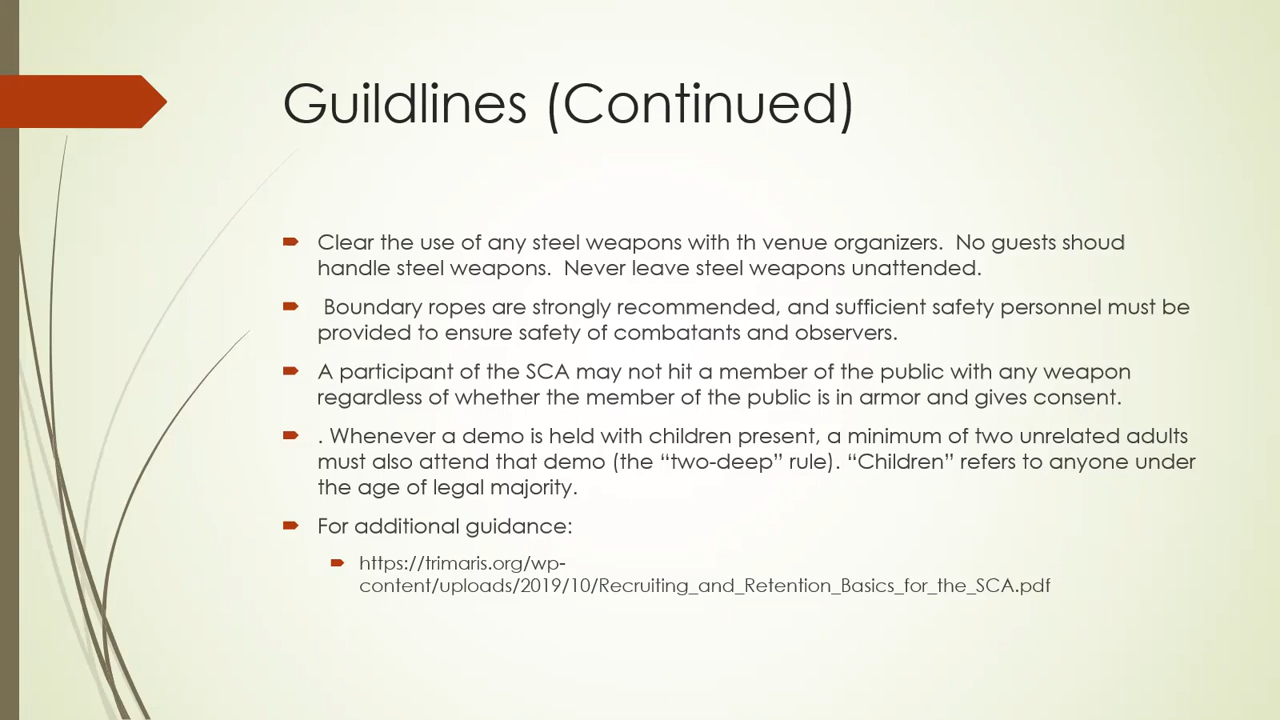 Guildlines (Continued)
Clear the use of any steel weapons with th venue organizers.  No guests shoud
handle steel weapons.  Never leave steel weapons unattended.
Boundary ropes are strongly recommended, and sufficient safety personnel must be
provided to ensure safety of combatants and observers.
A participant of the SCA may not hit a member of the public with any weapon
regardless of whether the member of the public is in armor and gives consent.
. Whenever a demo is held with children present, a minimum of two unrelated adults
must also attend that demo (the “two-deep” rule). “Children” refers to anyone under
the age of legal majority.
For additional guidance:
https://trimaris.org/wp-
content/uploads/2019/10/Recruiting_and_Retention_Basics_for_the_SCA.pdf